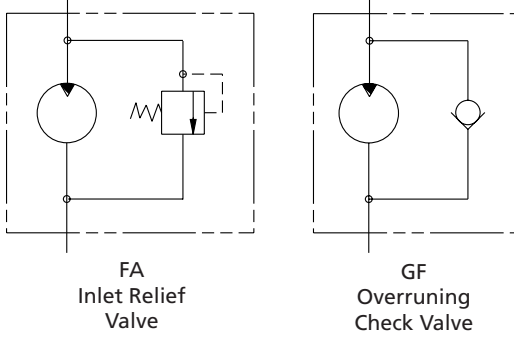 FA
Inlet Relief
Valve
GF
Overruning
Check Valve